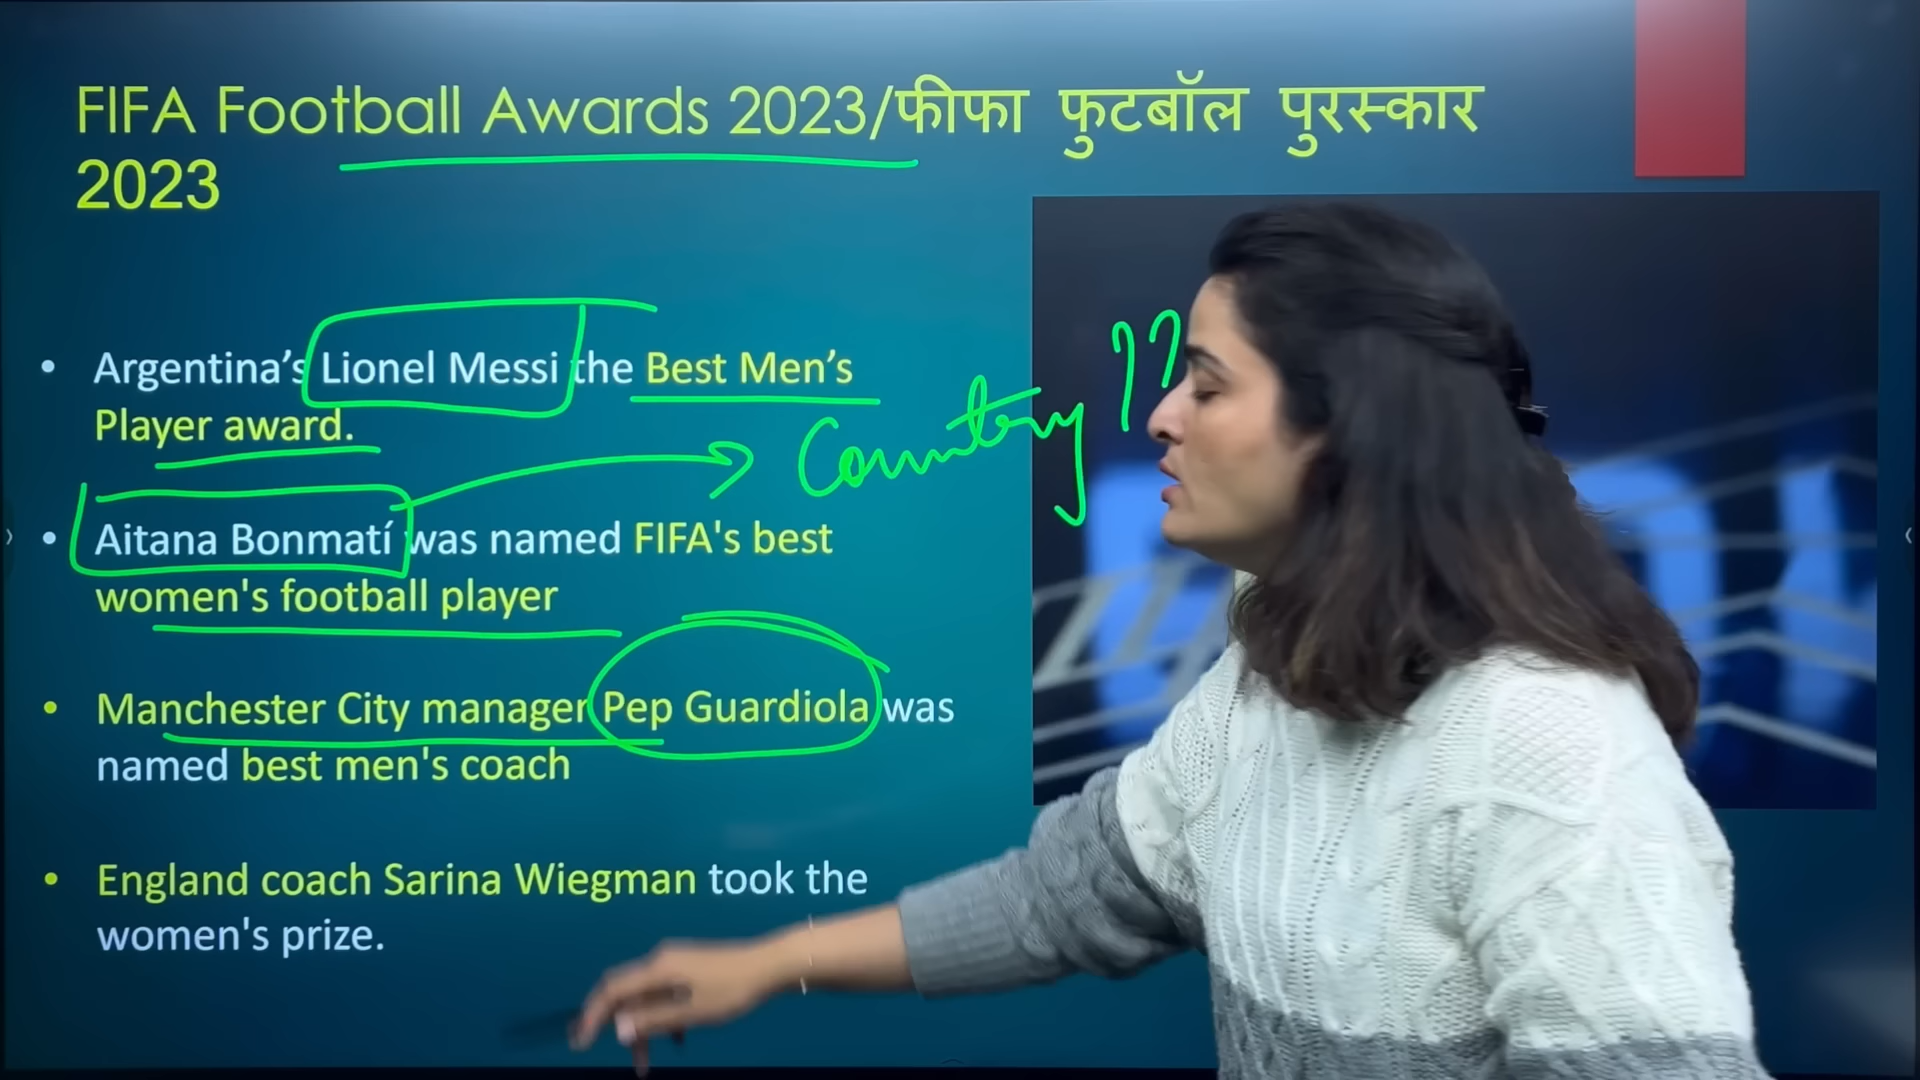 FIFA Football Awards 2023/फीफा फुटबॉल पुरस्कार
2023
Argentina’s Lionel Messi the Best Men’s
Player award.
Country ??
Aitana Bonmatí was named FIFA's best
women's football player
Manchester City manager Pep Guardiola was
named best men's coach
England coach Sarina Wiegman took the
women's prize.